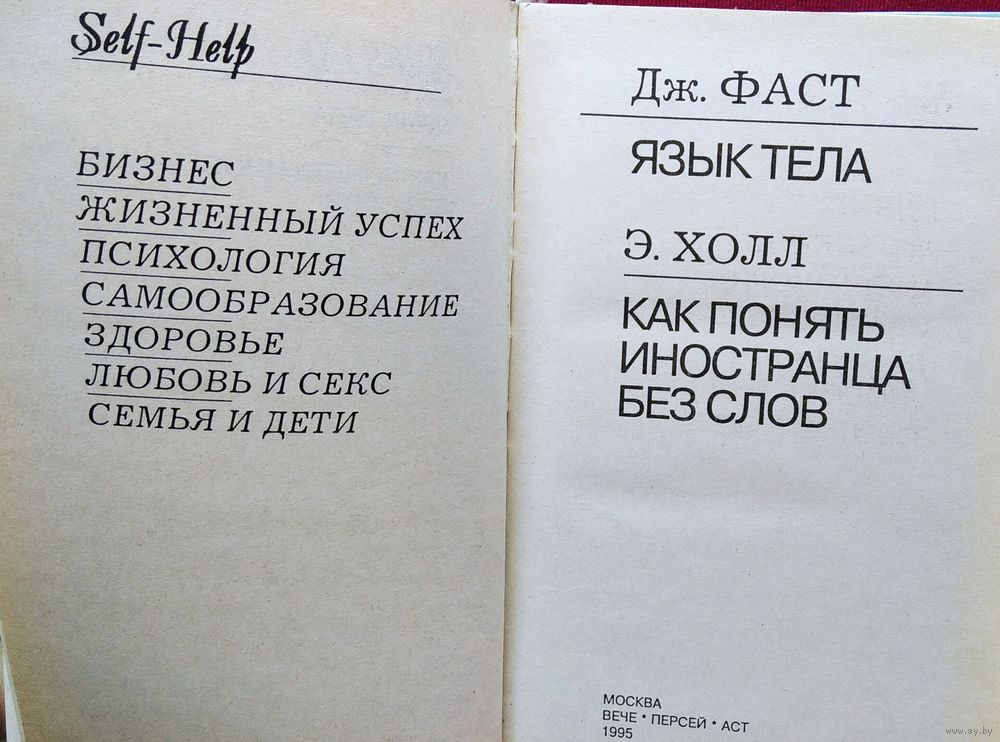 Self-Help
БИЗНЕС
ЖИЗНЕННЫЙ УСПЕХ
ПСИХОЛОГИЯ
САМООБРАЗОВАНИЕ
ЗДОРОВЬЕ
ЛЮБОВЬ И СЕКС
СЕМЬЯ И ДЕТИ
Дж. ФАСТ
ЯЗЫК ТЕЛА
Э. ХОЛЛ
КАК ПОНЯТЬ
ИНОСТРАНЦА
БЕЗ СЛОВ
МОСКВА
ВЕЧЕ • ПЕРСЕЙ • АСТ
1995
www.ay.by